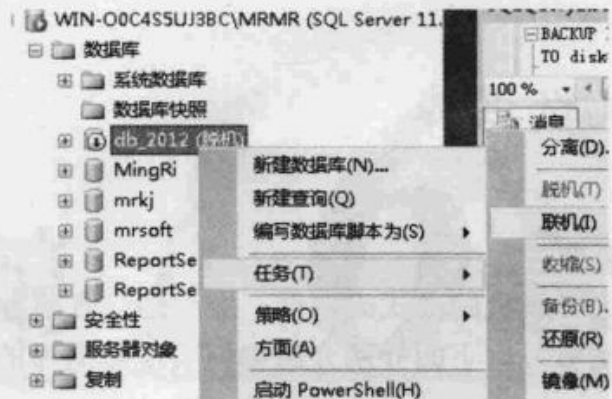 WIN-O0C4S5UJ3BC\MRMR (SQL Server 11.
数据库
系统数据库
数据库快照
db_2012 (脱机)
MingRi
mrkj
mrsoft
ReportSe
ReportSe
安全性
服务器对象
复制
BACKUP
TO disk
100 %
消息
新建数据库(N)...
新建查询(Q)
编写数据库脚本为(S)
任务(T)
策略(O)
方面(A)
启动 PowerShell(H)
分离(D).
脱机(T)
联机(I)
收缩(S)
备份(B).
还原(R)
镜像(M)